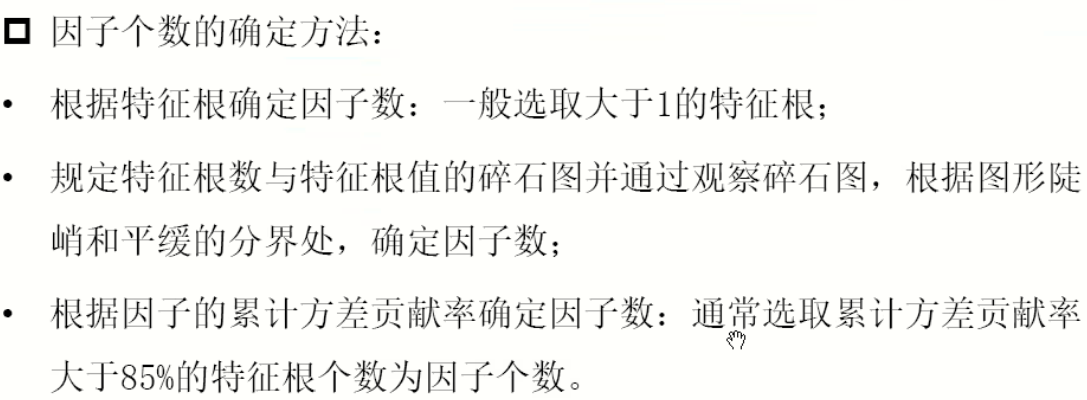 因子个数的确定方法：
• 根据特征根确定因子数：一般选取大于1的特征根；
• 规定特征根数与特征根值的碎石图并通过观察碎石图，根据图形陡
峭和平缓的分界处，确定因子数；
• 根据因子的累计方差贡献率确定因子数：通常选取累计方差贡献率
大于85%的特征根个数为因子个数。